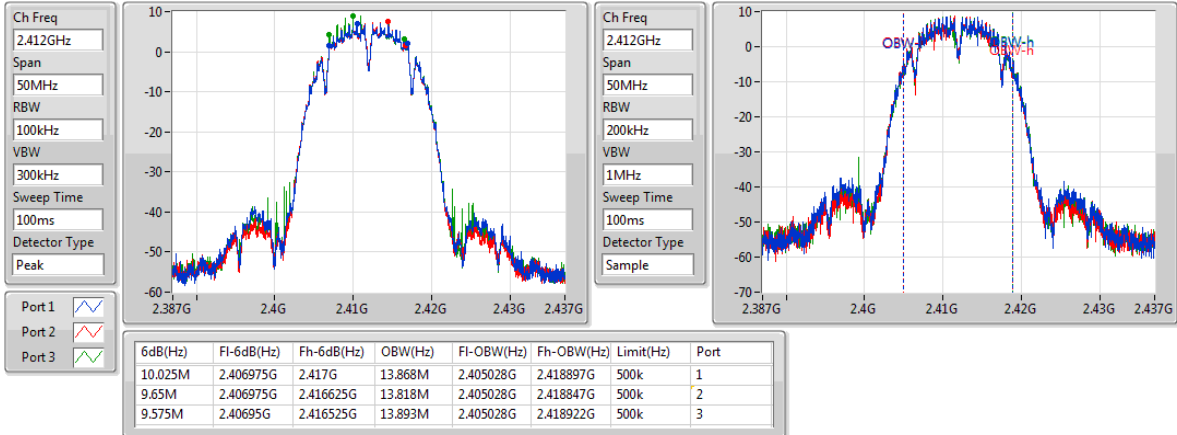 Ch Freq
2.412GHz
Span
50MHz
RBW
100kHz
VBW
300kHz
Sweep Time
100ms
Detector Type
Peak
Port 1
Port 2
Port 3
10
0
-10
-20
-30
-40
-50
-60
2.387G 2.4G 2.41G 2.42G 2.43G 2.437G
Ch Freq
2.412GHz
Span
50MHz
RBW
200kHz
VBW
1MHz
Sweep Time
100ms
Detector Type
Sample
10
0
-10
-20
-30
-40
-50
-60
-70
OBW-h
OBW-h
2.387G 2.4G 2.41G 2.42G 2.43G 2.437G
6dB(Hz) Fl-6dB(Hz) Fh-6dB(Hz) OBW(Hz) Fl-OBW(Hz) Fh-OBW(Hz) Limit(Hz) Port
10.025M 2.406975G 2.417G 13.868M 2.405028G 2.418897G 500k 1
9.65M 2.406975G 2.416625G 13.818M 2.405028G 2.418847G 500k 2
9.575M 2.40695G 2.416525G 13.893M 2.405028G 2.418922G 500k 3